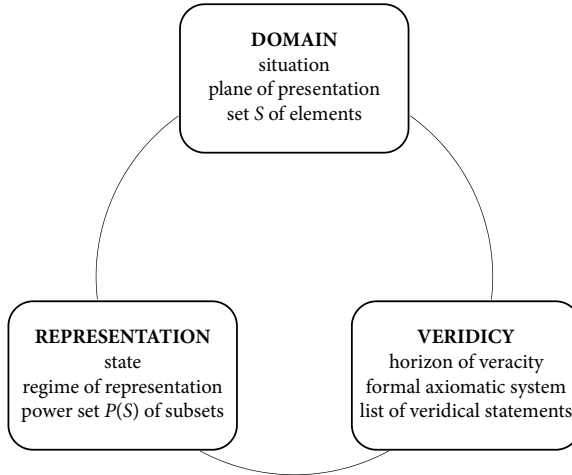 DOMAIN
situation
plane of presentation
set S of elements
REPRESENTATION
state
regime of representation
power set P(S) of subsets
VERIDICY
horizon of veracity
formal axiomatic system
list of veridical statements